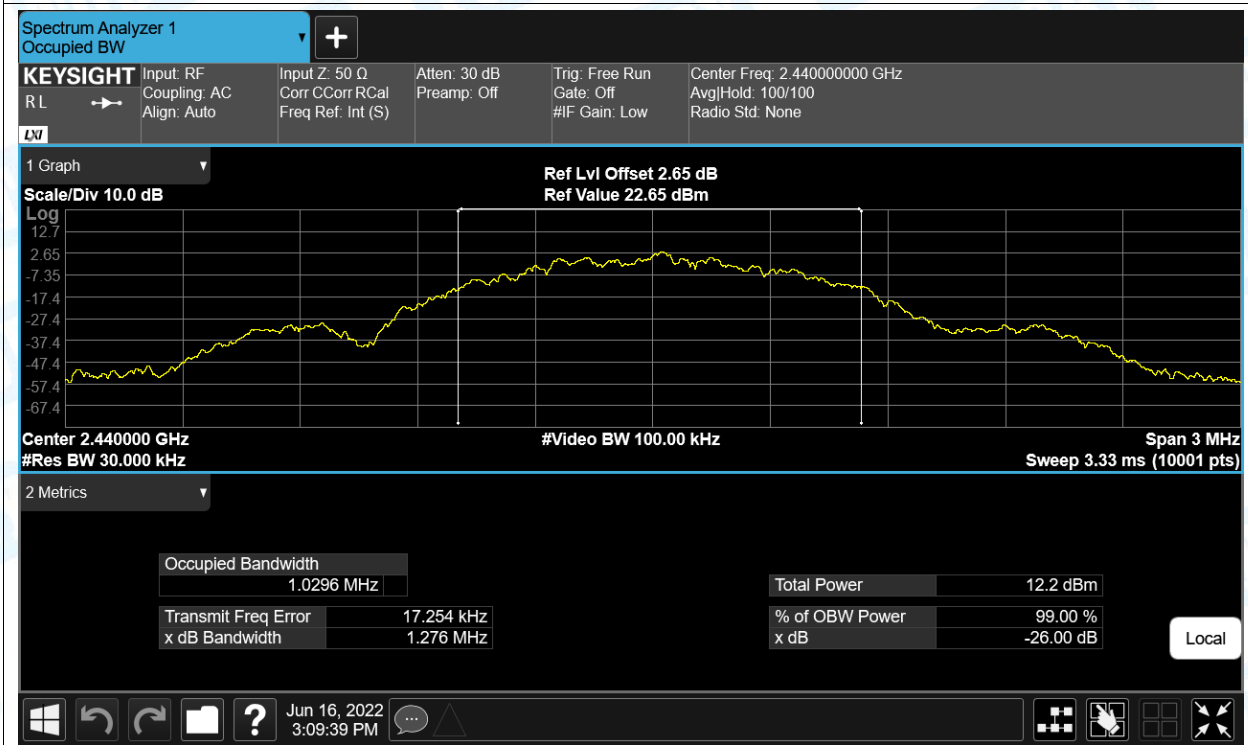 Spectrum Analyzer 1
Occupied BW
KEYSIGHT
R L
LXI
Input: RF
Coupling: AC
Align: Auto
Input Z: 50 Ω
Corr CCorr RCal
Freq Ref: Int (S)
Atten: 30 dB
Preamp: Off
Trig: Free Run
Gate: Off
#IF Gain: Low
Center Freq: 2.440000000 GHz
Avg|Hold: 100/100
Radio Std: None
1 Graph
Scale/Div 10.0 dB
Ref Lvl Offset 2.65 dB
Ref Value 22.65 dBm
Log
12.7
2.65
-7.35
-17.4
-27.4
-37.4
-47.4
-57.4
-67.4
Center 2.440000 GHz
#Res BW 30.000 kHz
#Video BW 100.00 kHz
Span 3 MHz
Sweep 3.33 ms (10001 pts)
2 Metrics
Occupied Bandwidth
1.0296 MHz
Transmit Freq Error 17.254 kHz
x dB Bandwidth 1.276 MHz
Total Power 12.2 dBm
% of OBW Power 99.00 %
x dB -26.00 dB
Local
?
Jun 16, 2022
3:09:39 PM